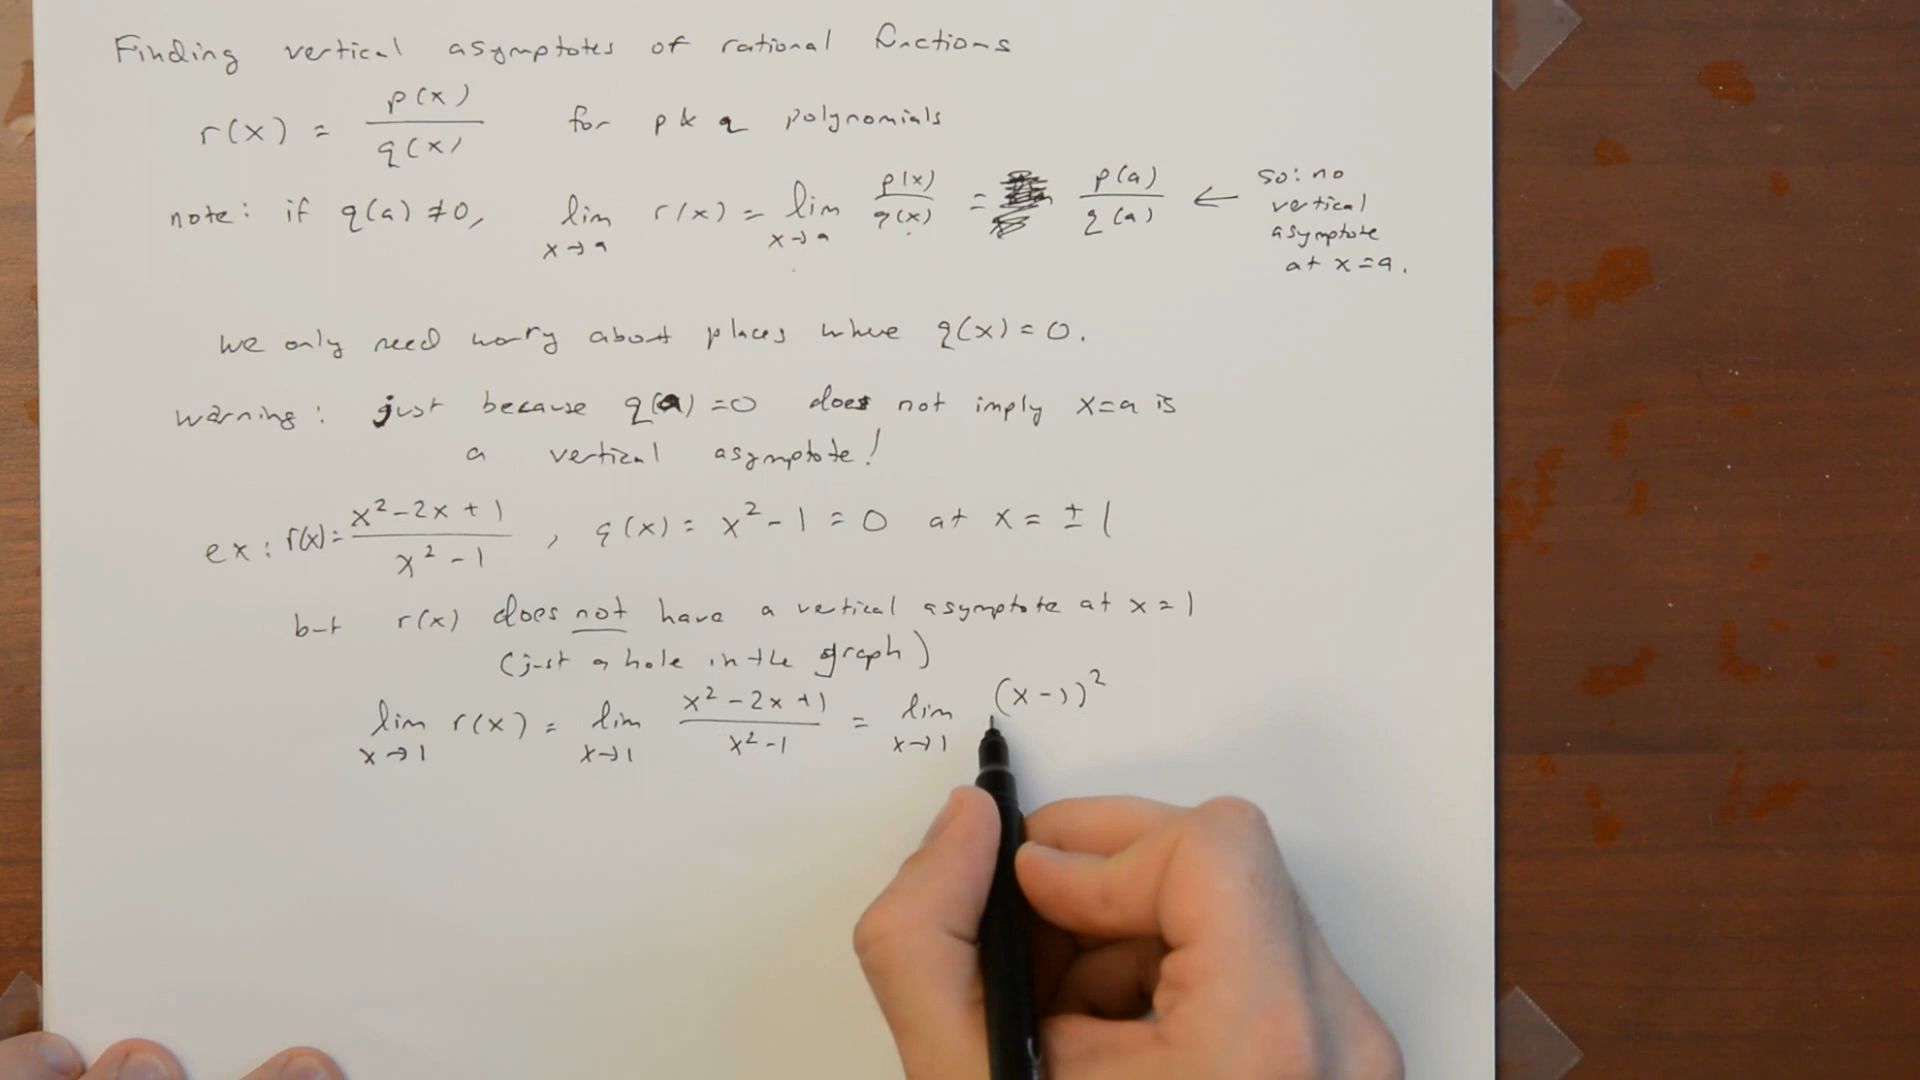 Finding vertical asymptotes of rational functions
r(x) = p(x)/q(x) for p & q polynomials
note: if q(a) ≠ 0, lim x→a r(x) = lim x→a p(x)/q(x) = p(a)/q(a) ← so: no vertical asymptote at x=a.
we only need worry about places where q(x) = 0.
warning: just because q(a) = 0 does not imply x=a is
a vertical asymptote!
ex: r(x) = x²-2x+1/x²-1, q(x) = x²-1 = 0 at x = ±1
but r(x) does not have a vertical asymptote at x=1
(just a hole in the graph)
lim x→1 r(x) = lim x→1 x²-2x+1/x²-1 = lim x→1 (x-1)²